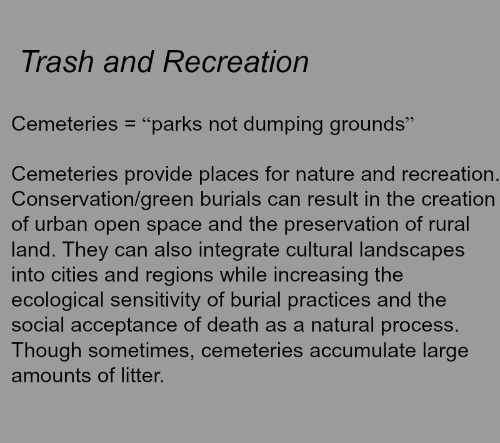 Trash and Recreation
Cemeteries = “parks not dumping grounds”
Cemeteries provide places for nature and recreation.
Conservation/green burials can result in the creation
of urban open space and the preservation of rural
land. They can also integrate cultural landscapes
into cities and regions while increasing the
ecological sensitivity of burial practices and the
social acceptance of death as a natural process.
Though sometimes, cemeteries accumulate large
amounts of litter.